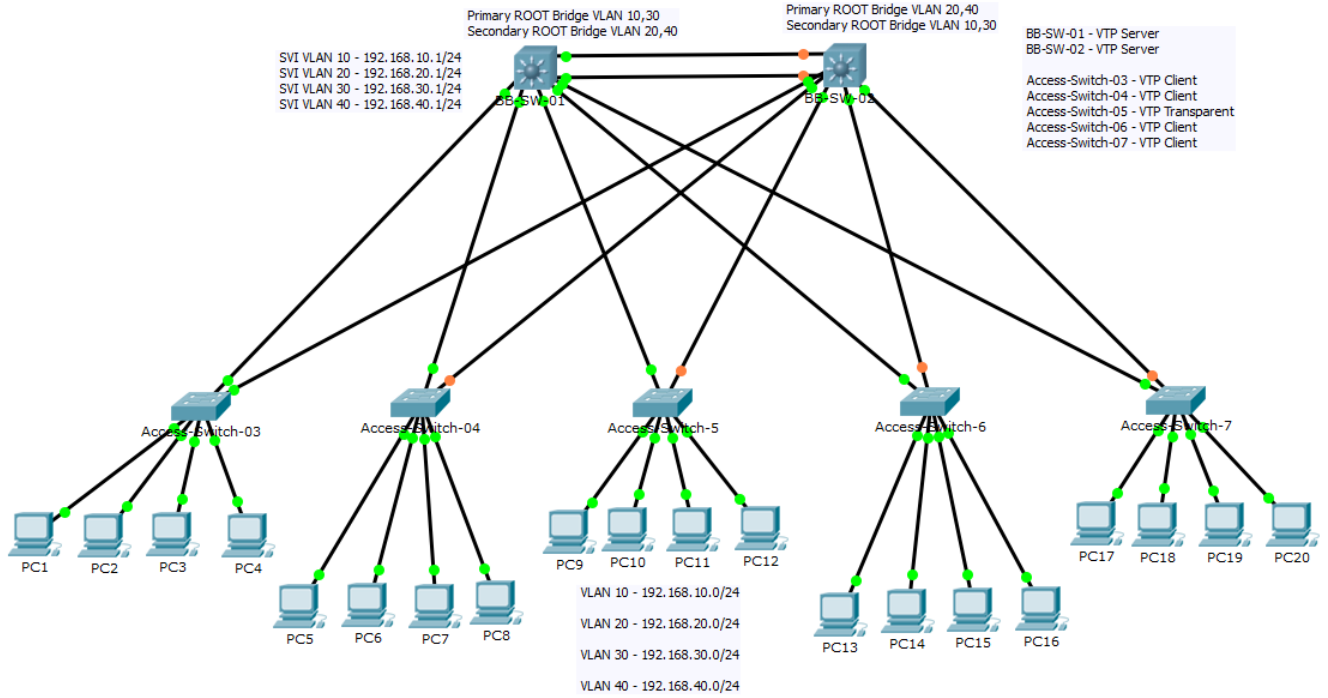 Primary ROOT Bridge VLAN 10,30
Secondary ROOT Bridge VLAN 20,40
Primary ROOT Bridge VLAN 20,40
Secondary ROOT Bridge VLAN 10,30
SVI VLAN 10 - 192.168.10.1/24
SVI VLAN 20 - 192.168.20.1/24
SVI VLAN 30 - 192.168.30.1/24
SVI VLAN 40 - 192.168.40.1/24
BB-SW-01
BB-SW-02
BB-SW-01 - VTP Server
BB-SW-02 - VTP Server
Access-Switch-03 - VTP Client
Access-Switch-04 - VTP Client
Access-Switch-05 - VTP Transparent
Access-Switch-06 - VTP Client
Access-Switch-07 - VTP Client
Access-Switch-03
Access-Switch-04
Access-Switch-5
Access-Switch-6
Access-Switch-7
PC1
PC2
PC3
PC4
PC5
PC6
PC7
PC8
PC9
PC10
PC11
PC12
PC13
PC14
PC15
PC16
PC17
PC18
PC19
PC20
VLAN 10 - 192.168.10.0/24
VLAN 20 - 192.168.20.0/24
VLAN 30 - 192.168.30.0/24
VLAN 40 - 192.168.40.0/24